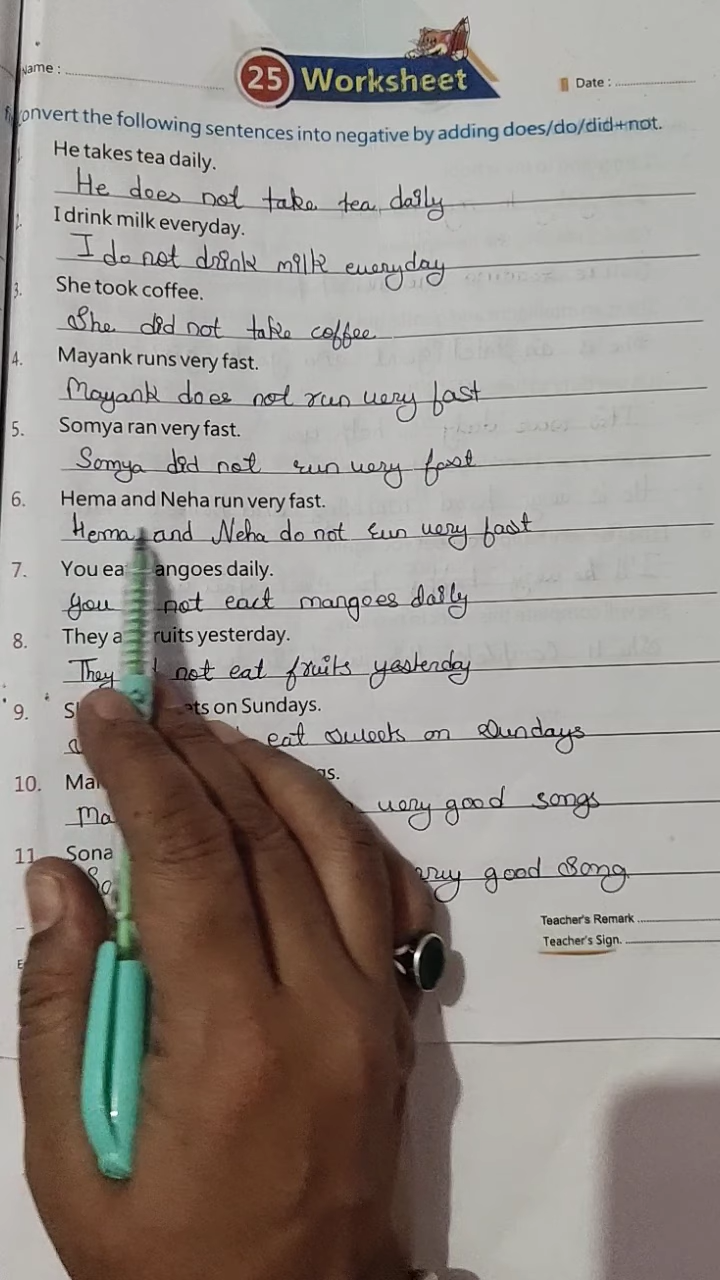 Name :
25 Worksheet
Date :
onvert the following sentences into negative by adding does/do/did+not.
He takes tea daily.
He does not take tea daily
I drink milk everyday.
I do not drink milk everyday
3. She took coffee.
She did not take coffee
4. Mayank runs very fast.
Mayank does not run very fast
5. Somya ran very fast.
Somya did not run very fast
6. Hema and Neha run very fast.
Hema and Neha do not run very fast
7. You angoes daily.
you not eat mangoes daily
8. They ruits yesterday.
They not eat fruits yesterday
9. on Sundays.
eat sweets on Sundays
10.
very good songs
11. Sona
good song
Teacher's Remark
Teacher's Sign.